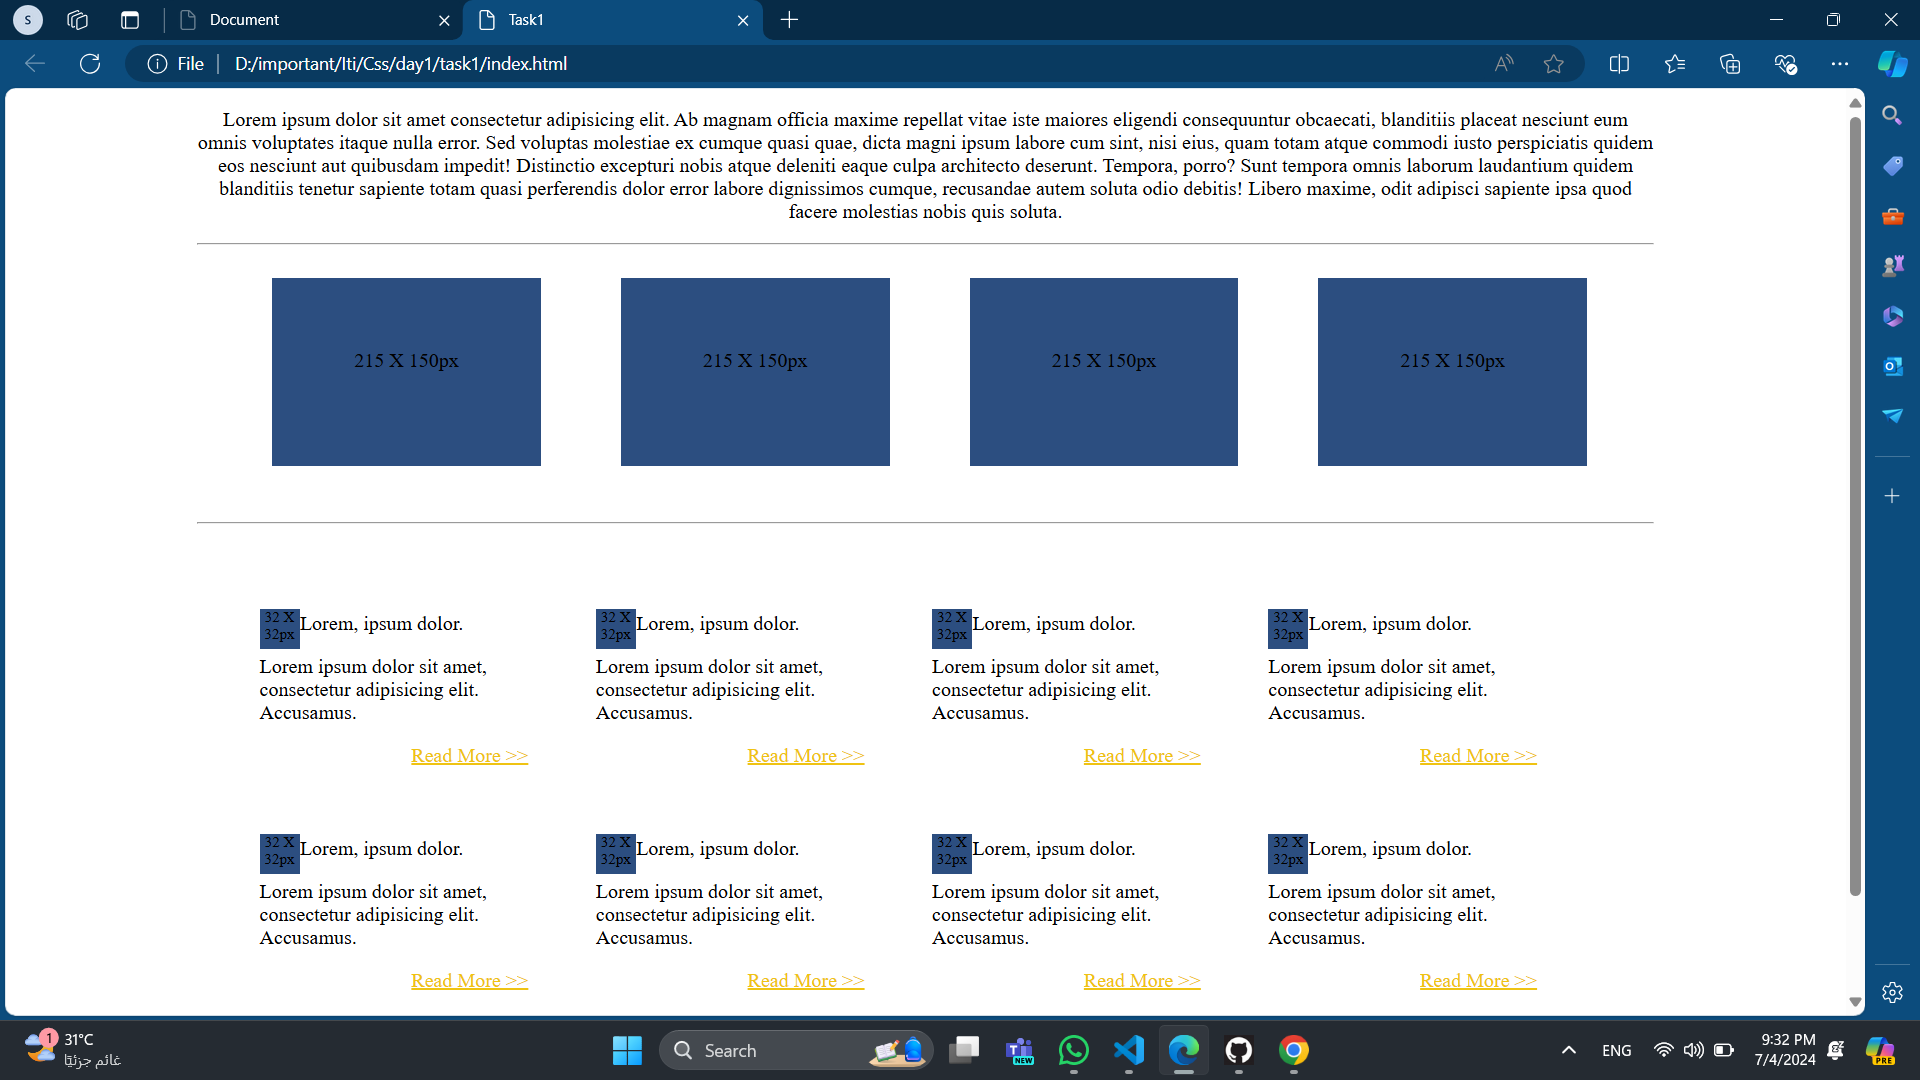 S
Document
Task1
File
D:/important/Iti/Css/day1/task1/index.html
Lorem ipsum dolor sit amet consectetur adipisicing elit. Ab magnam officia maxime repellat vitae iste maiores eligendi consequuntur obcaecati, blanditiis placeat nesciunt eum
omnis voluptates itaque nulla error. Sed voluptas molestiae ex cumque quasi quae, dicta magni ipsum labore cum sint, nisi eius, quam totam atque commodi iusto perspiciatis quidem
eos nesciunt aut quibusdam impedit! Distinctio excepturi nobis atque deleniti eaque culpa architecto deserunt. Tempora, porro? Sunt tempora omnis laborum laudantium quidem
blanditiis tenetur sapiente totam quasi perferendis dolor error labore dignissimos cumque, recusandae autem soluta odio debitis! Libero maxime, odit adipisci sapiente ipsa quod
facere molestias nobis quis soluta.
215 X 150px
215 X 150px
215 X 150px
215 X 150px
32 X
32px
Lorem, ipsum dolor.
Lorem ipsum dolor sit amet,
consectetur adipisicing elit.
Accusamus.
Read More >>
32 X
32px
Lorem, ipsum dolor.
Lorem ipsum dolor sit amet,
consectetur adipisicing elit.
Accusamus.
Read More >>
32 X
32px
Lorem, ipsum dolor.
Lorem ipsum dolor sit amet,
consectetur adipisicing elit.
Accusamus.
Read More >>
32 X
32px
Lorem, ipsum dolor.
Lorem ipsum dolor sit amet,
consectetur adipisicing elit.
Accusamus.
Read More >>
32 X
32px
Lorem, ipsum dolor.
Lorem ipsum dolor sit amet,
consectetur adipisicing elit.
Accusamus.
Read More >>
32 X
32px
Lorem, ipsum dolor.
Lorem ipsum dolor sit amet,
consectetur adipisicing elit.
Accusamus.
Read More >>
32 X
32px
Lorem, ipsum dolor.
Lorem ipsum dolor sit amet,
consectetur adipisicing elit.
Accusamus.
Read More >>
32 X
32px
Lorem, ipsum dolor.
Lorem ipsum dolor sit amet,
consectetur adipisicing elit.
Accusamus.
Read More >>
1
31°C
غائم جزئيًا
Search
NEW
ENG
9:32 PM
7/4/2024
PRE